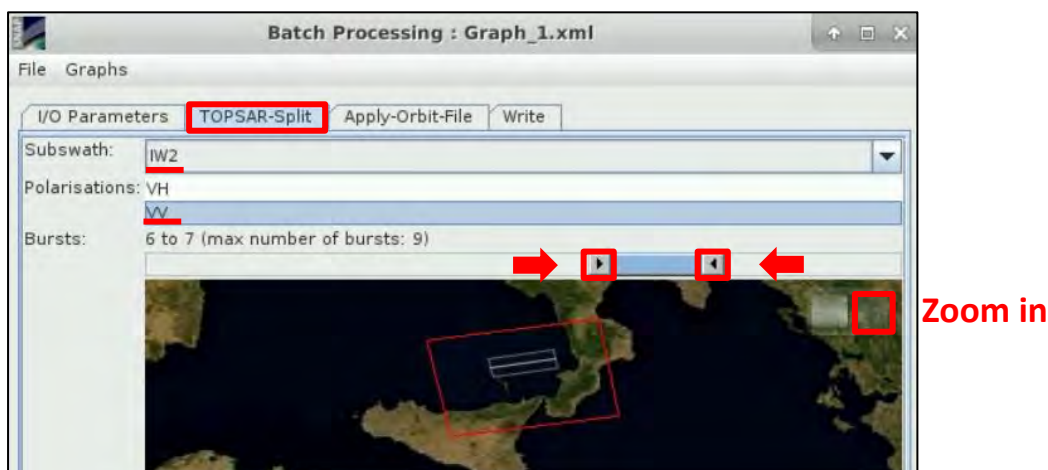 Batch Processing : Graph_1.xml
File Graphs
I/O Parameters TOPSAR-Split Apply-Orbit-File Write
Subswath: IW2
Polarisations: VH
VV
Bursts: 6 to 7 (max number of bursts: 9)
Zoom in